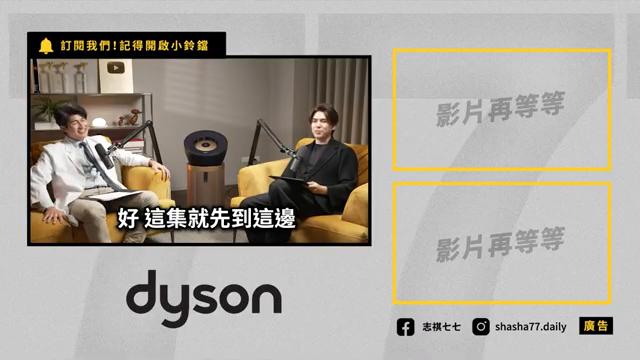 訂閱我們!記得開啟小鈴鐺
好 這集就先到這邊
dyson
影片再等等
影片再等等
志祺七七
shasha77.daily
廣告